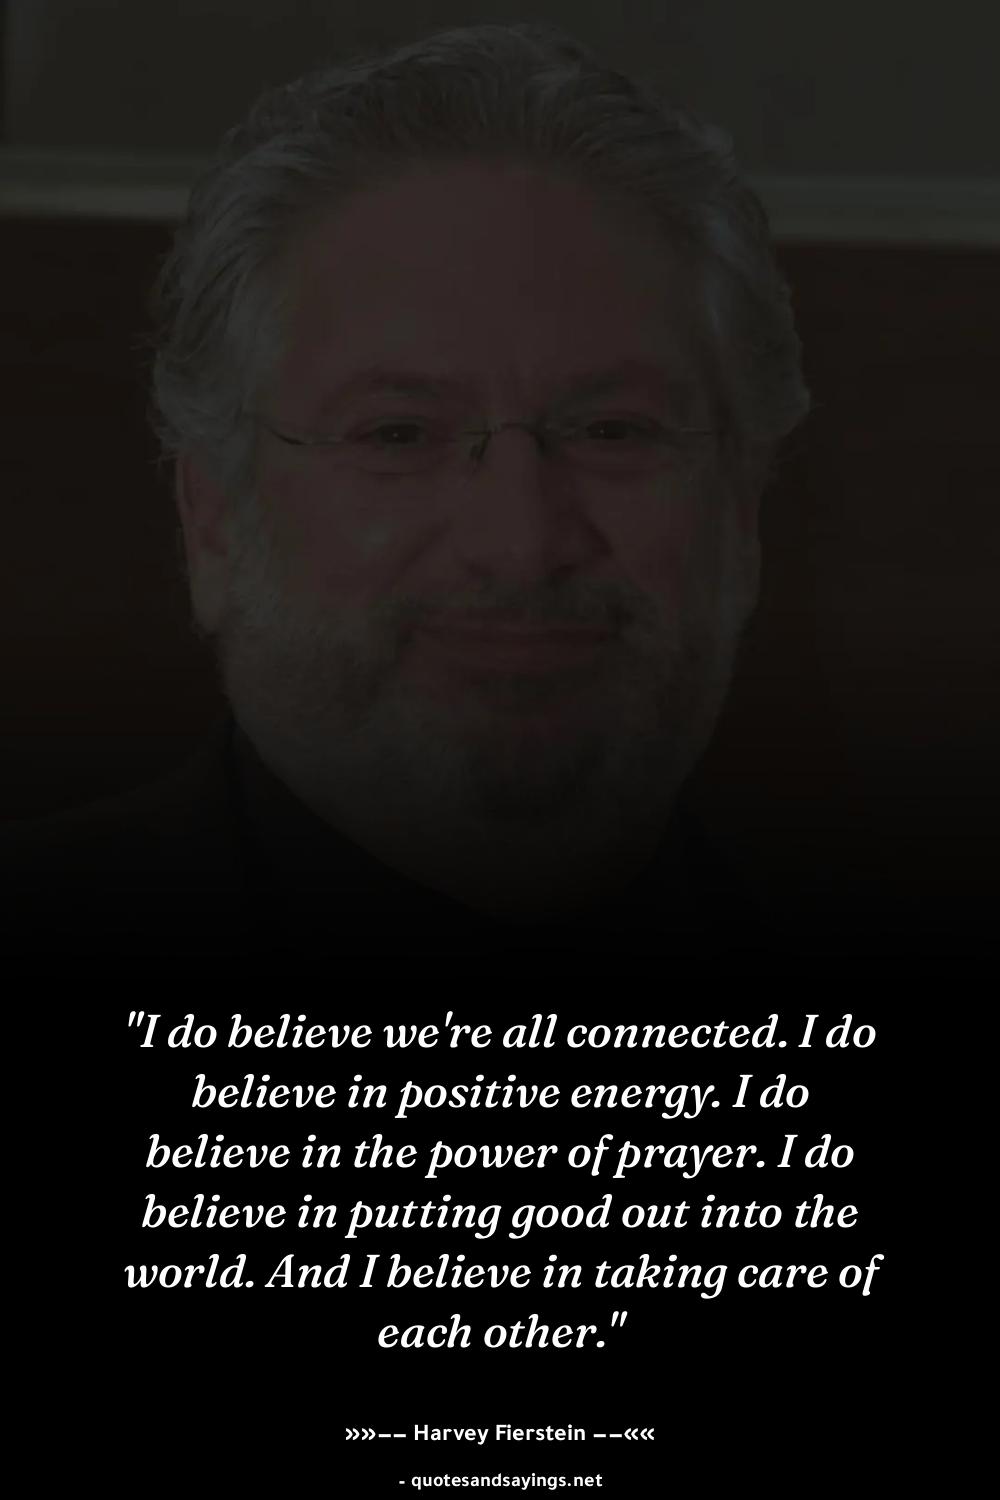 "I do believe we're all connected. I do
believe in positive energy. I do
believe in the power of prayer. I do
believe in putting good out into the
world. And I believe in taking care of
each other."
»»−− Harvey Fierstein −−««
- quotesandsayings.net